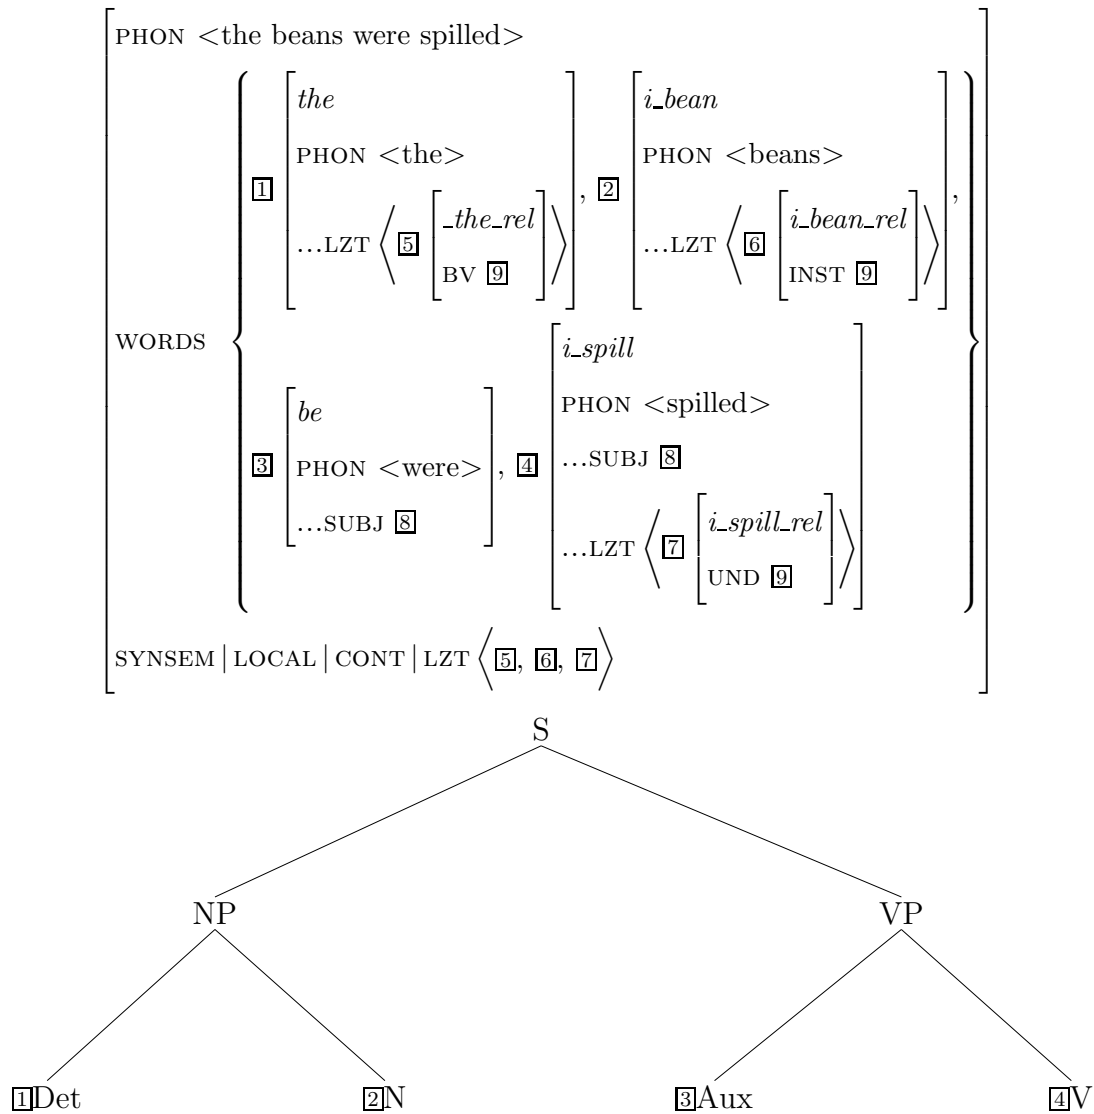 PHON <the beans were spilled>
the i_bean
PHON <the> PHON <beans>
1 , 2 ,
...LZT ⟨ 5 [ _the_rel BV 9 ] ⟩ ...LZT ⟨ 6 [ i_bean_rel INST 9 ] ⟩
WORDS
i_spill
be PHON <spilled>
3 PHON <were> , 4 ...SUBJ 8
...SUBJ 8 ...LZT ⟨ 7 [ i_spill_rel UND 9 ] ⟩
SYNSEM | LOCAL | CONT | LZT ⟨ 5, 6, 7 ⟩
S
NP VP
1Det 2N 3Aux 4V